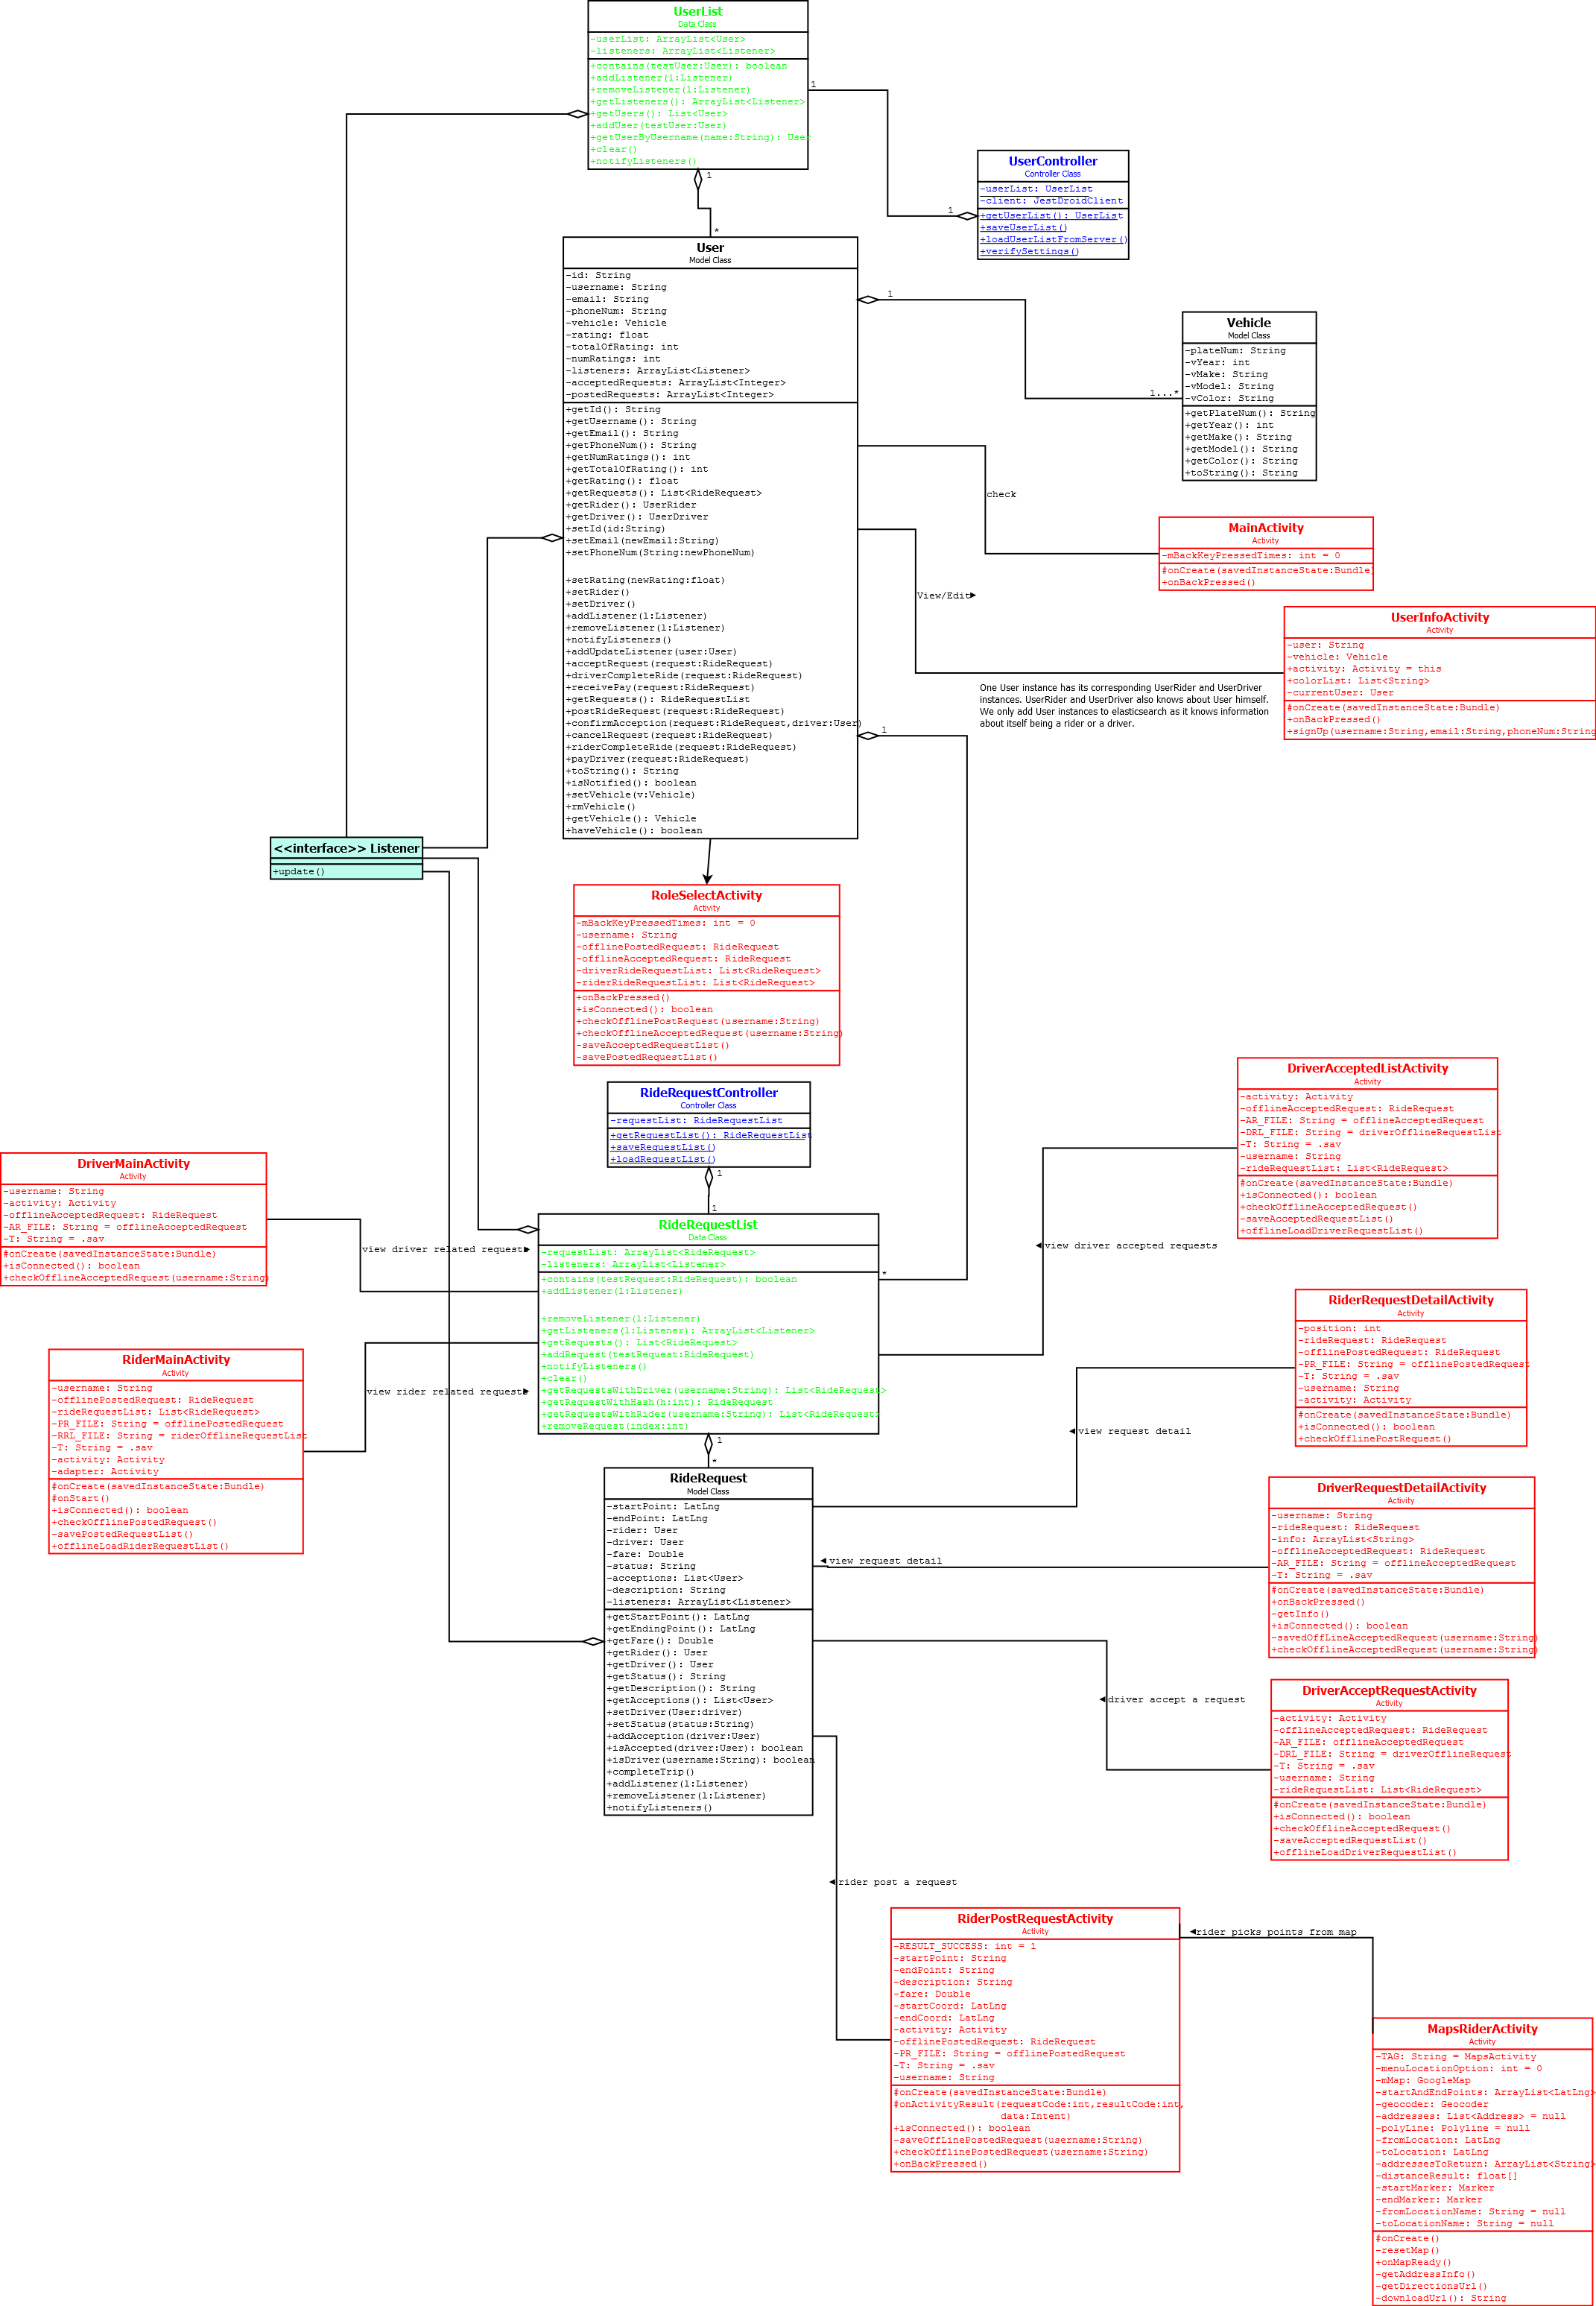 UserList
Data Class
-userList: ArrayList<User>
-listeners: ArrayList<Listener>
+contains(testUser:User): boolean
+addListener(l:Listener)
+removeListener(l:Listener)
+getListeners(): ArrayList<Listener>
+getUsers(): List<User>
+addUser(testUser:User)
+getUserByUsername(name:String): User
+clear()
+notifyListeners()
1
1
1
*
UserController
Controller Class
-userList: UserList
-client: JestDroidClient
+getUserList(): UserList
+saveUserList()
+loadUserListFromServer()
+verifySettings()
User
Model Class
-id: String
-username: String
-email: String
-phoneNum: String
-vehicle: Vehicle
-rating: float
-totalOfRating: int
-numRatings: int
-listeners: ArrayList<Listener>
-acceptedRequests: ArrayList<Integer>
-postedRequests: ArrayList<Integer>
+getId(): String
+getUsername(): String
+getEmail(): String
+getPhoneNum(): String
+getNumRatings(): int
+getTotalOfRating(): int
+getRating(): float
+getRequests(): List<RideRequest>
+getRider(): UserRider
+getDriver(): UserDriver
+setId(id:String)
+setEmail(newEmail:String)
+setPhoneNum(String:newPhoneNum)
+setRating(newRating:float)
+setRider()
+setDriver()
+addListener(l:Listener)
+removeListener(l:Listener)
+notifyListeners()
+addUpdateListener(user:User)
+acceptRequest(request:RideRequest)
+driverCompleteRide(request:RideRequest)
+receivePay(request:RideRequest)
+getRequests(): RideRequestList
+postRideRequest(request:RideRequest)
+confirmAcception(request:RideRequest,driver:User)
+cancelRequest(request:RideRequest)
+riderCompleteRide(request:RideRequest)
+payDriver(request:RideRequest)
+toString(): String
+isNotified(): boolean
+setVehicle(v:Vehicle)
+rmVehicle()
+getVehicle(): Vehicle
+haveVehicle(): boolean
1
1...*
Vehicle
Model Class
-plateNum: String
-vYear: int
-vMake: String
-vModel: String
-vColor: String
+getPlateNum(): String
+getYear(): int
+getMake(): String
+getModel(): String
+getColor(): String
+toString(): String
check
MainActivity
Activity
-mBackKeyPressedTimes: int = 0
#onCreate(savedInstanceState:Bundle)
+onBackPressed()
View/Edit
UserInfoActivity
Activity
-user: String
-vehicle: Vehicle
+activity: Activity = this
+colorList: List<String>
-currentUser: User
#onCreate(savedInstanceState:Bundle)
+onBackPressed()
+signUp(username:String,email:String,phoneNum:String
One User instance has its corresponding UserRider and UserDriver
instances. UserRider and UserDriver also knows about User himself.
We only add User instances to elasticsearch as it knows information
about itself being a rider or a driver.
1
<<interface>> Listener
+update()
RoleSelectActivity
Activity
-mBackKeyPressedTimes: int = 0
-username: String
-offlinePostedRequest: RideRequest
-offlineAcceptedRequest: RideRequest
-driverRideRequestList: List<RideRequest>
-riderRideRequestList: List<RideRequest>
+onBackPressed()
+isConnected(): boolean
+checkOfflinePostRequest(username:String)
+checkOfflineAcceptedRequest(username:String)
-saveAcceptedRequestList()
-savePostedRequestList()
RideRequestController
Controller Class
-requestList: RideRequestList
+getRequestList(): RideRequestList
+saveRequestList()
+loadRequestList()
1
1
DriverAcceptedListActivity
Activity
-activity: Activity
-offlineAcceptedRequest: RideRequest
-AR_FILE: String = offlineAcceptedRequest
-DRL_FILE: String = driverOfflineRequestList
-T: String = .sav
-username: String
-rideRequestList: List<RideRequest>
#onCreate(savedInstanceState:Bundle)
+isConnected(): boolean
+checkOfflineAcceptedRequest()
-saveAcceptedRequestList()
+offlineLoadDriverRequestList()
DriverMainActivity
Activity
-username: String
-activity: Activity
-offlineAcceptedRequest: RideRequest
-AR_FILE: String = offlineAcceptedRequest
-T: String = .sav
#onCreate(savedInstanceState:Bundle)
+isConnected(): boolean
+checkOfflineAcceptedRequest(username:String)
view driver related requests
RideRequestList
Data Class
-requestList: ArrayList<RideRequest>
-listeners: ArrayList<Listener>
+contains(testRequest:RideRequest): boolean
+addListener(l:Listener)
+removeListener(l:Listener)
+getListeners(l:Listener): ArrayList<Listener>
+getRequests(): List<RideRequest>
+addRequest(testRequest:RideRequest)
+notifyListeners()
+clear()
+getRequestsWithDriver(username:String): List<RideRequest>
+getRequestWithHash(h:int): RideRequest
+getRequestsWithRider(username:String): List<RideRequest>
+removeRequest(index:int)
*
view driver accepted requests
RiderRequestDetailActivity
Activity
-position: int
-rideRequest: RideRequest
-offlinePostedRequest: RideRequest
-PR_FILE: String = offlinePostedRequest
-T: String = .sav
-username: String
-activity: Activity
#onCreate(savedInstanceState:Bundle)
+isConnected(): boolean
+checkOfflinePostRequest()
RiderMainActivity
Activity
-username: String
-offlinePostedRequest: RideRequest
-rideRequestList: List<RideRequest>
-PR_FILE: String = offlinePostedRequest
-RRL_FILE: String = riderOfflineRequestList
-T: String = .sav
-activity: Activity
-adapter: Activity
#onCreate(savedInstanceState:Bundle)
#onStart()
+isConnected(): boolean
+checkOfflinePostedRequest()
-savePostedRequestList()
+offlineLoadRiderRequestList()
view rider related requests
view request detail
1
*
RideRequest
Model Class
-startPoint: LatLng
-endPoint: LatLng
-rider: User
-driver: User
-fare: Double
-status: String
-acceptions: List<User>
-description: String
-listeners: ArrayList<Listener>
+getStartPoint(): LatLng
+getEndingPoint(): LatLng
+getFare(): Double
+getRider(): User
+getDriver(): User
+getStatus(): String
+getDescription(): String
+getAcceptions(): List<User>
+setDriver(User:driver)
+setStatus(status:String)
+addAcception(driver:User)
+isAccepted(driver:User): boolean
+isDriver(username:String): boolean
+completeTrip()
+addListener(l:Listener)
+removeListener(l:Listener)
+notifyListeners()
view request detail
DriverRequestDetailActivity
Activity
-username: String
-rideRequest: RideRequest
-info: ArrayList<String>
-offlineAcceptedRequest: RideRequest
-AR_FILE: String = offlineAcceptedRequest
-T: String = .sav
#onCreate(savedInstanceState:Bundle)
+onBackPressed()
-getInfo()
+isConnected(): boolean
-savedOffLineAcceptedRequest(username:String)
+checkOfflineAcceptedRequest(username:String)
driver accept a request
DriverAcceptRequestActivity
Activity
-activity: Activity
-offlineAcceptedRequest: RideRequest
-AR_FILE: offlineAcceptedRequest
-DRL_FILE: String = driverOfflineRequest
-T: String = .sav
-username: String
-rideRequestList: List<RideRequest>
#onCreate(savedInstanceState:Bundle)
+isConnected(): boolean
+checkOfflineAcceptedRequest()
-saveAcceptedRequestList()
+offlineLoadDriverRequestList()
rider post a request
RiderPostRequestActivity
Activity
-RESULT_SUCCESS: int = 1
-startPoint: String
-endPoint: String
-description: String
-fare: Double
-startCoord: LatLng
-endCoord: LatLng
-activity: Activity
-offlinePostedRequest: RideRequest
-PR_FILE: String = offlinePostedRequest
-T: String = .sav
-username: String
#onCreate(savedInstanceState:Bundle)
#onActivityResult(requestCode:int,resultCode:int,
data:Intent)
+isConnected(): boolean
-saveOffLinePostedRequest(username:String)
+checkOfflinePostedRequest(username:String)
+onBackPressed()
rider picks points from map
MapsRiderActivity
Activity
-TAG: String = MapsActivity
-menuLocationOption: int = 0
-mMap: GoogleMap
-startAndEndPoints: ArrayList<LatLng>
-geocoder: Geocoder
-addresses: List<Address> = null
-polyLine: Polyline = null
-fromLocation: LatLng
-toLocation: LatLng
-addressesToReturn: ArrayList<String>
-distanceResult: float[]
-startMarker: Marker
-endMarker: Marker
-fromLocationName: String = null
-toLocationName: String = null
#onCreate()
-resetMap()
+onMapReady()
-getAddressInfo()
-getDirectionsUrl()
-downloadUrl(): String